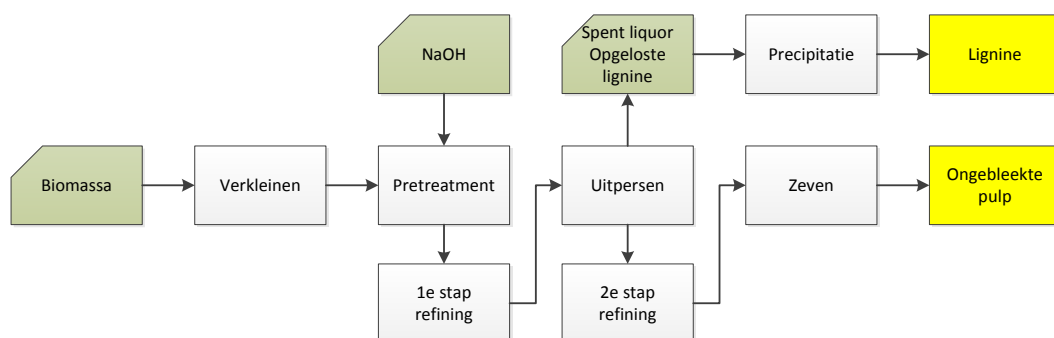 NaOH
Spent liquor
Opgeloste
lignine
Precipitatie
Lignine
Biomassa
Verkleinen
Pretreatment
Uitpersen
Zeven
Ongebleekte
pulp
1e stap
refining
2e stap
refining